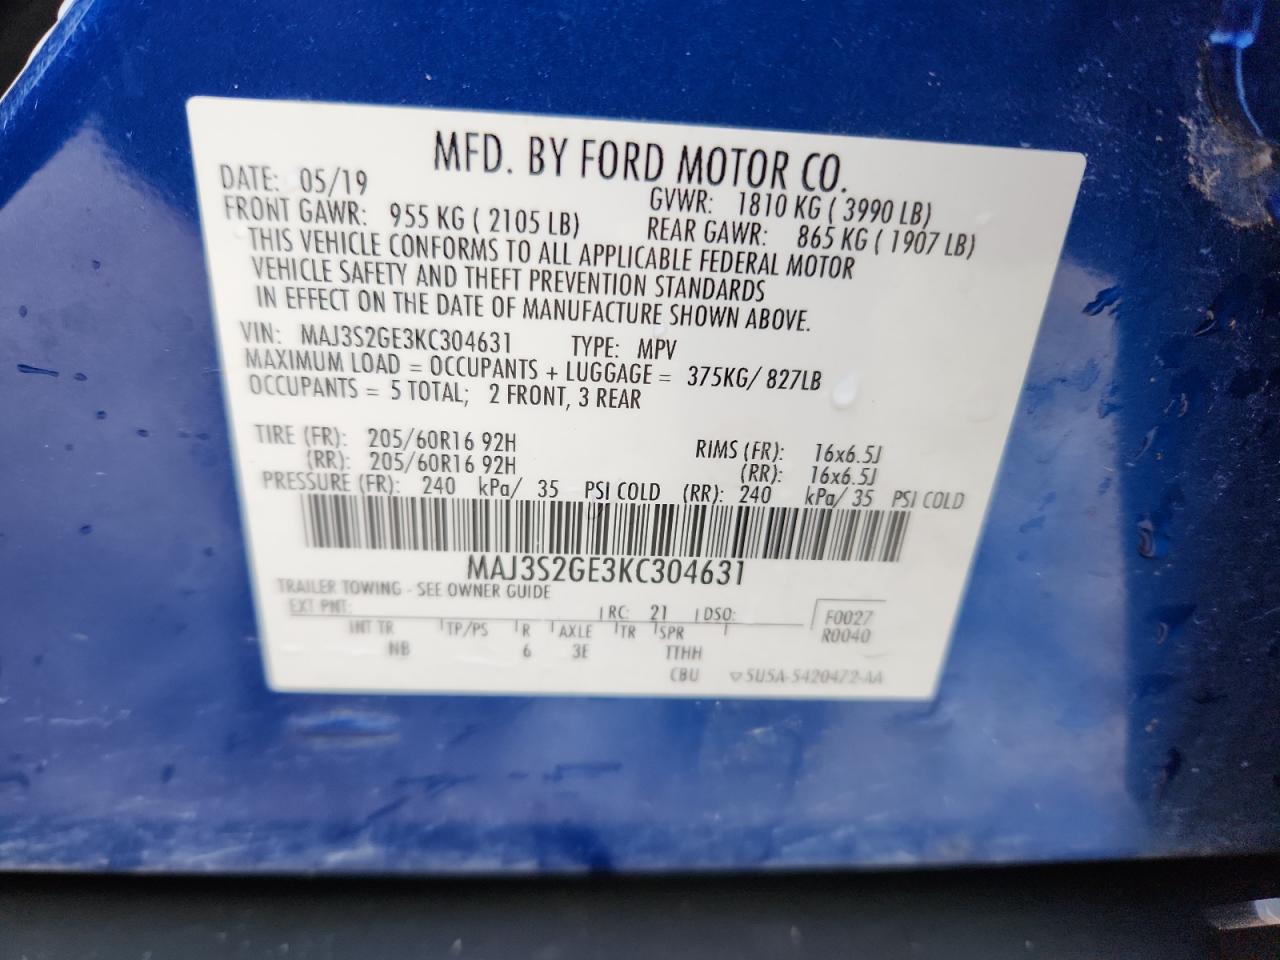 MFD. BY FORD MOTOR CO.
DATE: 05/19 GVWR: 1810 KG ( 3990 LB)
FRONT GAWR: 955 KG ( 2105 LB) REAR GAWR: 865 KG ( 1907 LB)
THIS VEHICLE CONFORMS TO ALL APPLICABLE FEDERAL MOTOR
VEHICLE SAFETY AND THEFT PREVENTION STANDARDS
IN EFFECT ON THE DATE OF MANUFACTURE SHOWN ABOVE.
VIN: MAJ3S2GE3KC304631 TYPE: MPV
MAXIMUM LOAD = OCCUPANTS + LUGGAGE = 375KG/ 827LB
OCCUPANTS = 5 TOTAL; 2 FRONT, 3 REAR
TIRE (FR): 205/60R16 92H RIMS (FR): 16x6.5J
(RR): 205/60R16 92H (RR): 16x6.5J
PRESSURE (FR): 240 kPa/ 35 PSI COLD (RR): 240 kPa/ 35 PSI COLD
MAJ3S2GE3KC304631
TRAILER TOWING - SEE OWNER GUIDE
EXT PNT: RC: 21 DSO: F0027
INT TR TP/PS R AXLE TR SPR R0040
NB 6 3E TTHH
CBU ▽ 5U5A-5420472-AA